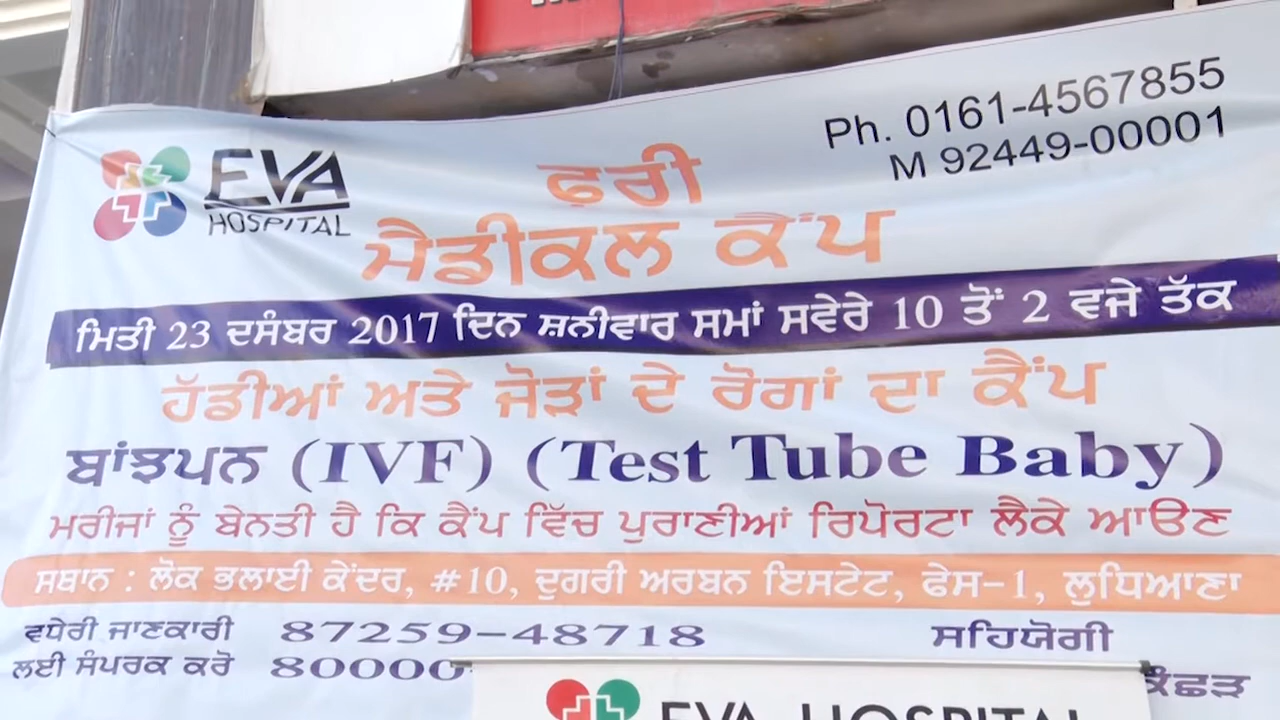 Ph. 0161-4567855
M 92449-00001
EVA
HOSPITAL
ਫਰੀ
ਮੈਡੀਕਲ ਕੈਂਪ
ਮਿਤੀ 23 ਦਸੰਬਰ 2017 ਦਿਨ ਸ਼ਨੀਵਾਰ ਸਮਾਂ ਸਵੇਰੇ 10 ਤੋਂ 2 ਵਜੇ ਤੱਕ
ਹੱਡੀਆਂ ਅਤੇ ਜੋੜਾਂ ਦੇ ਰੋਗਾਂ ਦਾ ਕੈਂਪ
ਬਾਂਝਪਨ (IVF) (Test Tube Baby)
ਮਰੀਜਾਂ ਨੂੰ ਬੇਨਤੀ ਹੈ ਕਿ ਕੈਂਪ ਵਿੱਚ ਪੁਰਾਣੀਆਂ ਰਿਪੋਰਟਾ ਲੈਕੇ ਆਉਣ
ਸਥਾਨ : ਲੋਕ ਭਲਾਈ ਕੇਂਦਰ, #10, ਦੁਗਰੀ ਅਰਬਨ ਇਸਟੇਟ, ਫੇਸ-1, ਲੁਧਿਆਣਾ
ਵਧੇਰੀ ਜਾਣਕਾਰੀ 87259-48718 ਸਹਿਯੋਗੀ
ਲਈ ਸੰਪਰਕ ਕਰੋ 80000
EVA HOSPITAL